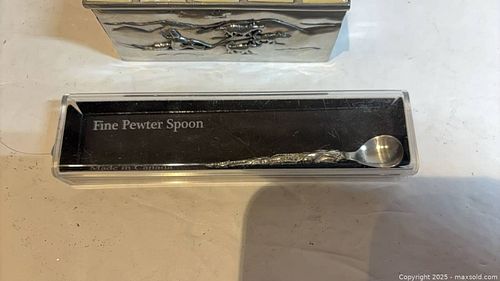 Fine Pewter Spoon
Made in Canada
Copyright © 2025 - maxsold.com